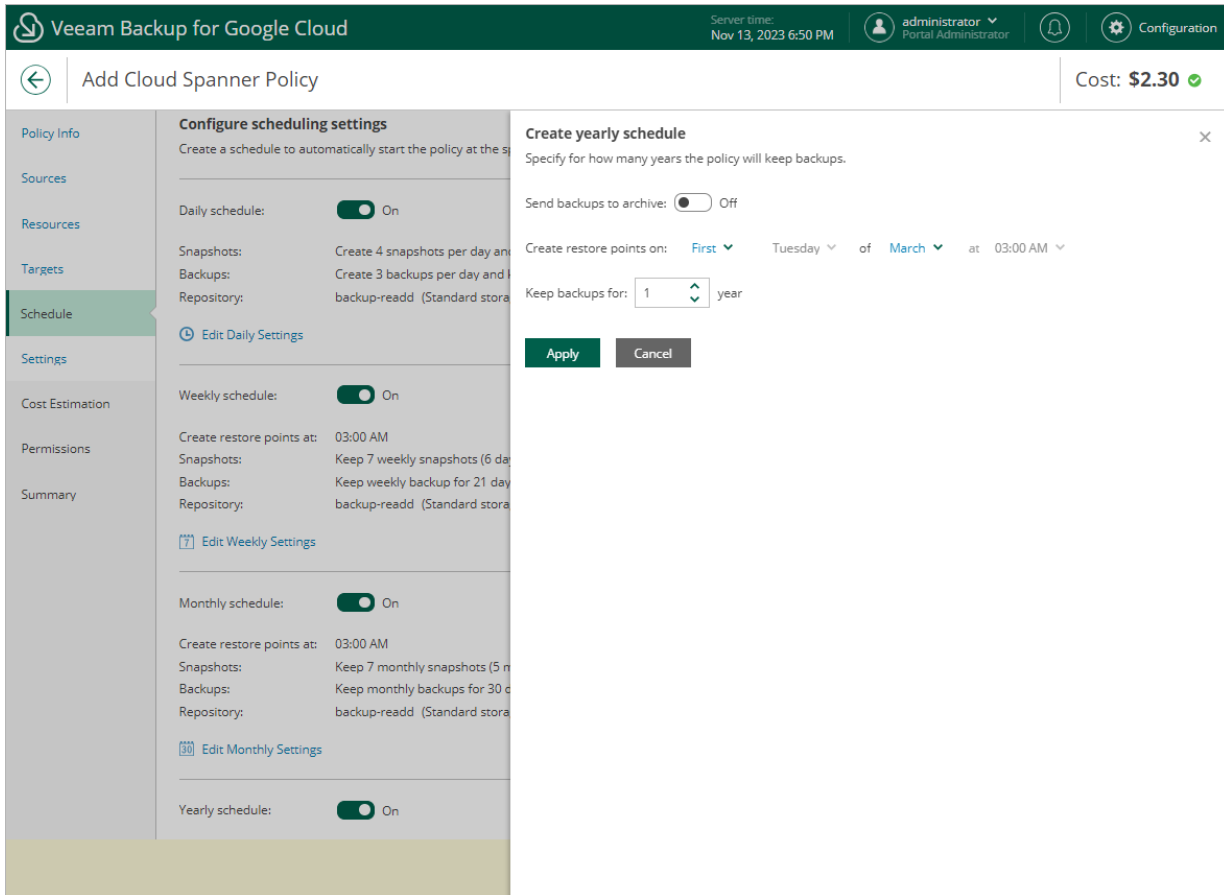 Veeam Backup for Google Cloud
Server time:
Nov 13, 2023 6:50 PM
administrator
Portal Administrator
Configuration
Add Cloud Spanner Policy
Cost: $2.30
Policy Info
Sources
Resources
Targets
Schedule
Settings
Cost Estimation
Permissions
Summary
Configure scheduling settings
Create a schedule to automatically start the policy at the
Daily schedule: On
Snapshots: Create 4 snapshots per day
Backups: Create 3 backups per day and
Repository: backup-readd (Standard
Edit Daily Settings
Weekly schedule: On
Create restore points at: 03:00 AM
Snapshots: Keep 7 weekly snapshots (6
Backups: Keep weekly backup for 21
Repository: backup-readd (Standard
7 Edit Weekly Settings
Monthly schedule: On
Create restore points at: 03:00 AM
Snapshots: Keep 7 monthly snapshots (5
Backups: Keep monthly backups for 30
Repository: backup-readd (Standard
30 Edit Monthly Settings
Yearly schedule: On
Create yearly schedule
Specify for how many years the policy will keep backups.
Send backups to archive: Off
Create restore points on: First Tuesday of March at 03:00 AM
Keep backups for: 1 year
Apply Cancel